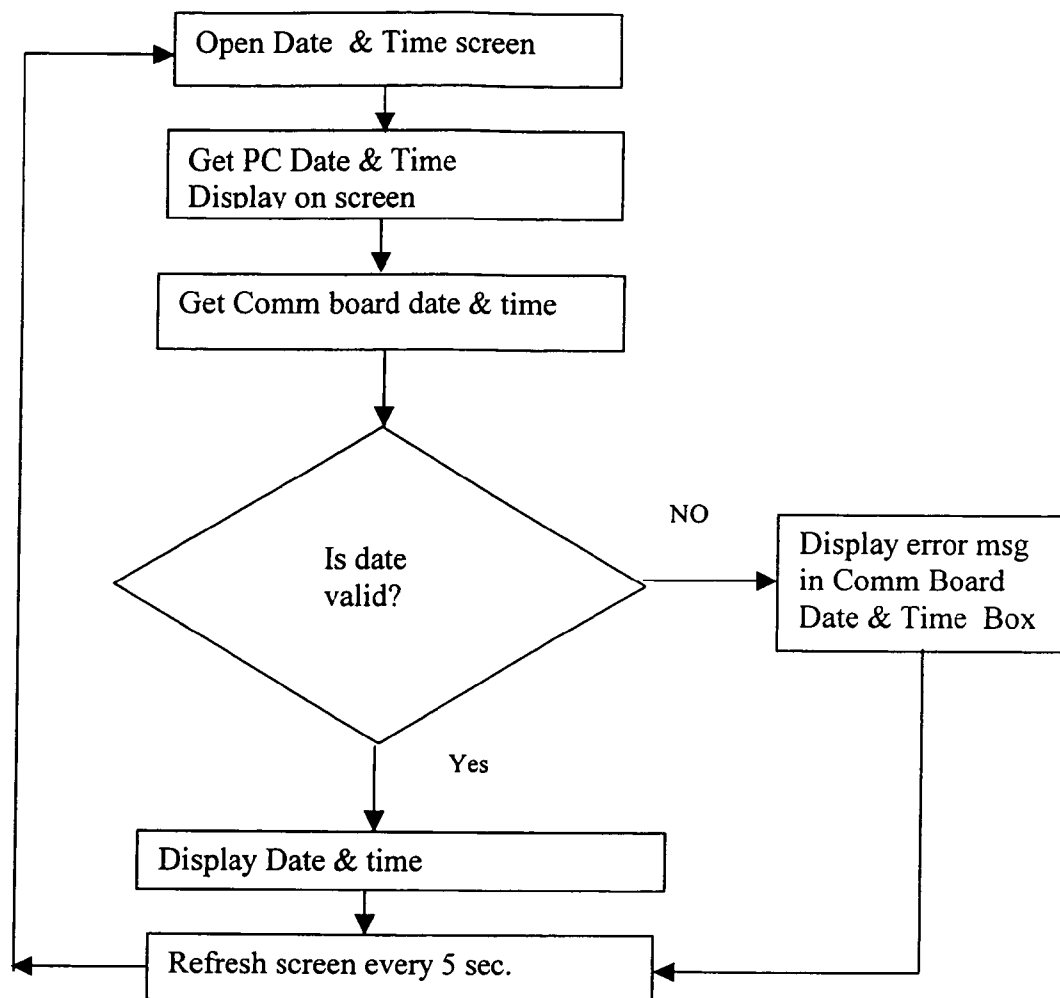 Open Date & Time screen
Get PC Date & Time
Display on screen
Get Comm board date & time
Is date
valid?
NO
Display error msg
in Comm Board
Date & Time Box
Yes
Display Date & time
Refresh screen every 5 sec.